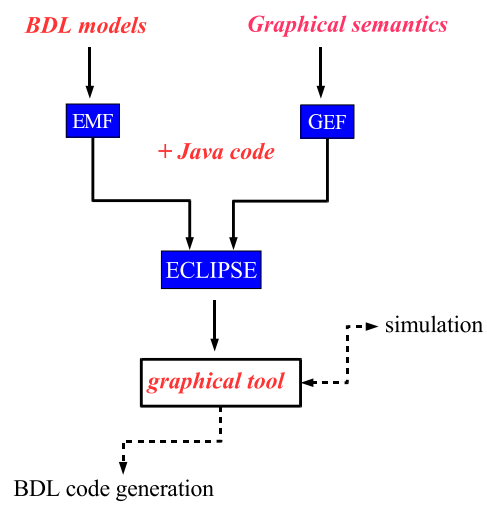 BDL models
Graphical semantics
EMF
GEF
+ Java code
ECLIPSE
simulation
graphical tool
BDL code generation